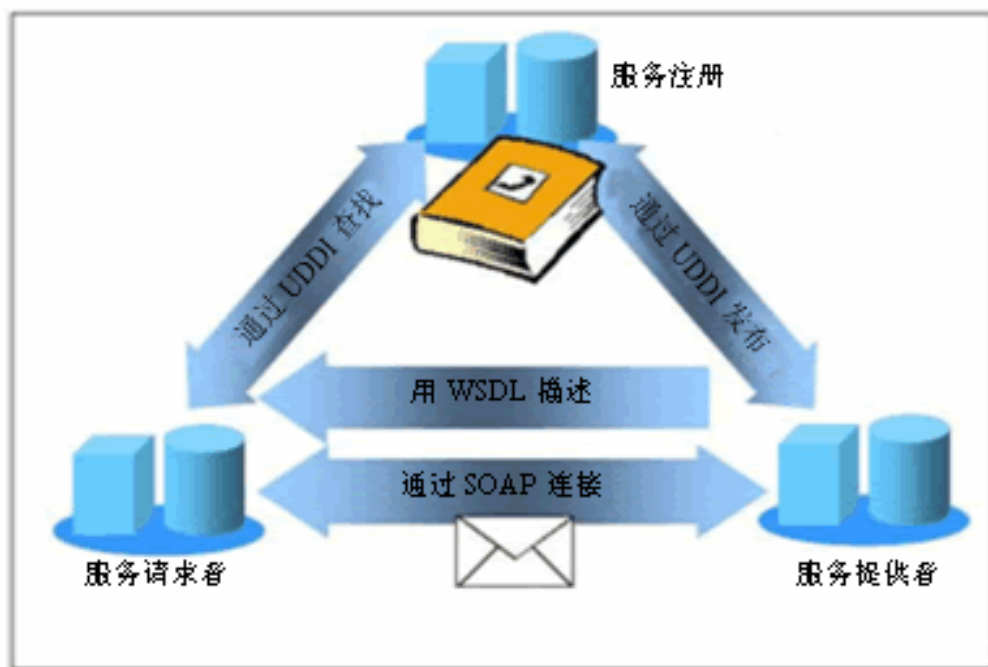 服务注册
通过 UDDI 查找
通过 UDDI 发布
用 WSDL 描述
通过 SOAP 连接
服务请求者
服务提供者